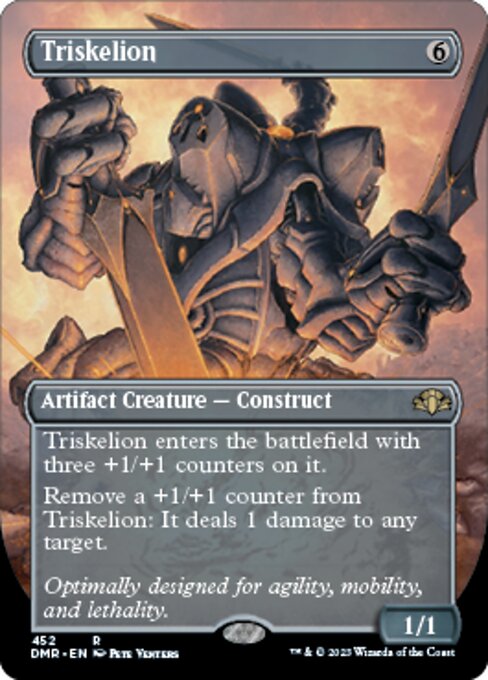 Triskelion 6
Artifact Creature — Construct
Triskelion enters the battlefield with
three +1/+1 counters on it.
Remove a +1/+1 counter from
Triskelion: It deals 1 damage to any
target.
Optimally designed for agility, mobility,
and lethality.
1/1
452 R
DMR • EN Pete Venters
™ & © 2023 Wizards of the Coast